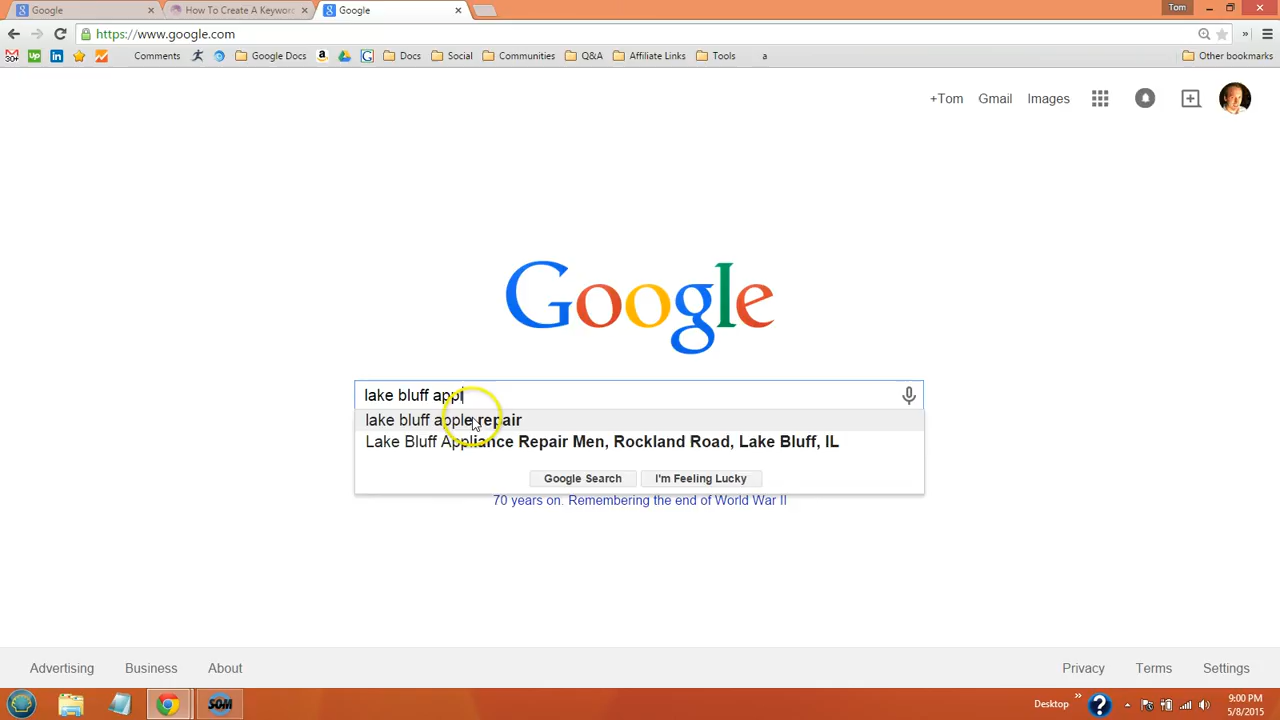 Google
How To Create A Keyword
Google
Tom
https://www.google.com
Comments
Google Docs
Docs
Social
Communities
Q&A
Affiliate Links
Tools
a
Other bookmarks
+Tom
Gmail
Images
Google
lake bluff appl
lake bluff apple repair
Lake Bluff Appliance Repair Men, Rockland Road, Lake Bluff, IL
Google Search
I'm Feeling Lucky
70 years on. Remembering the end of World War II
Advertising
Business
About
Privacy
Terms
Settings
SOM
Desktop
9:00 PM
5/8/2015